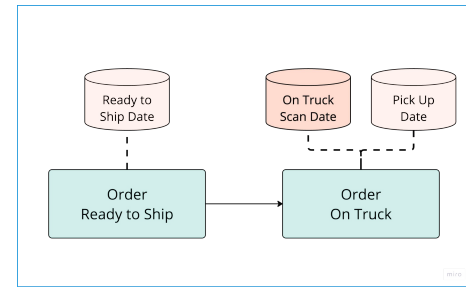 Ready to
Ship Date
On Truck
Scan Date
Pick Up
Date
Order
Ready to Ship
Order
On Truck
miro